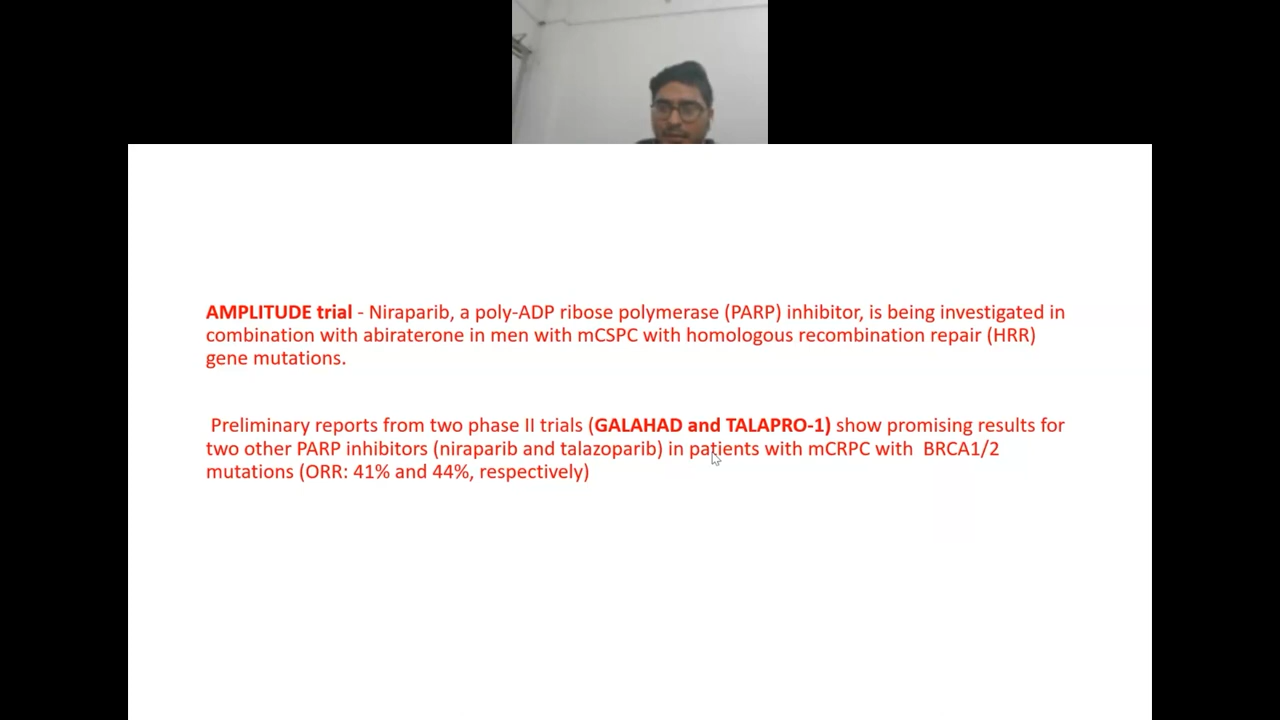 AMPLITUDE trial - Niraparib, a poly-ADP ribose polymerase (PARP) inhibitor, is being investigated in
combination with abiraterone in men with mCSPC with homologous recombination repair (HRR)
gene mutations.
Preliminary reports from two phase II trials (GALAHAD and TALAPRO-1) show promising results for
two other PARP inhibitors (niraparib and talazoparib) in patients with mCRPC with BRCA1/2
mutations (ORR: 41% and 44%, respectively)